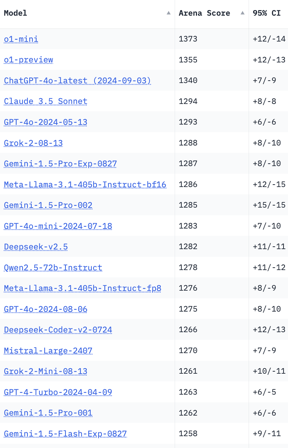 Model Arena Score 95% CI
o1-mini 1373 +12/-14
o1-preview 1355 +12/-13
ChatGPT-4o-latest (2024-09-03) 1340 +7/-9
Claude 3.5 Sonnet 1294 +8/-8
GPT-4o-2024-05-13 1293 +6/-6
Grok-2-08-13 1288 +8/-10
Gemini-1.5-Pro-Exp-0827 1287 +8/-10
Meta-Llama-3.1-405b-Instruct-bf16 1286 +12/-15
Gemini-1.5-Pro-002 1285 +15/-15
GPT-4o-mini-2024-07-18 1283 +7/-10
Deepseek-v2.5 1282 +11/-11
Qwen2.5-72b-Instruct 1278 +11/-12
Meta-Llama-3.1-405b-Instruct-fp8 1276 +8/-9
GPT-4o-2024-08-06 1275 +8/-10
Deepseek-Coder-v2-0724 1266 +12/-13
Mistral-Large-2407 1270 +7/-9
Grok-2-Mini-08-13 1261 +10/-11
GPT-4-Turbo-2024-04-09 1263 +6/-5
Gemini-1.5-Pro-001 1262 +6/-6
Gemini-1.5-Flash-Exp-0827 1258 +9/-11